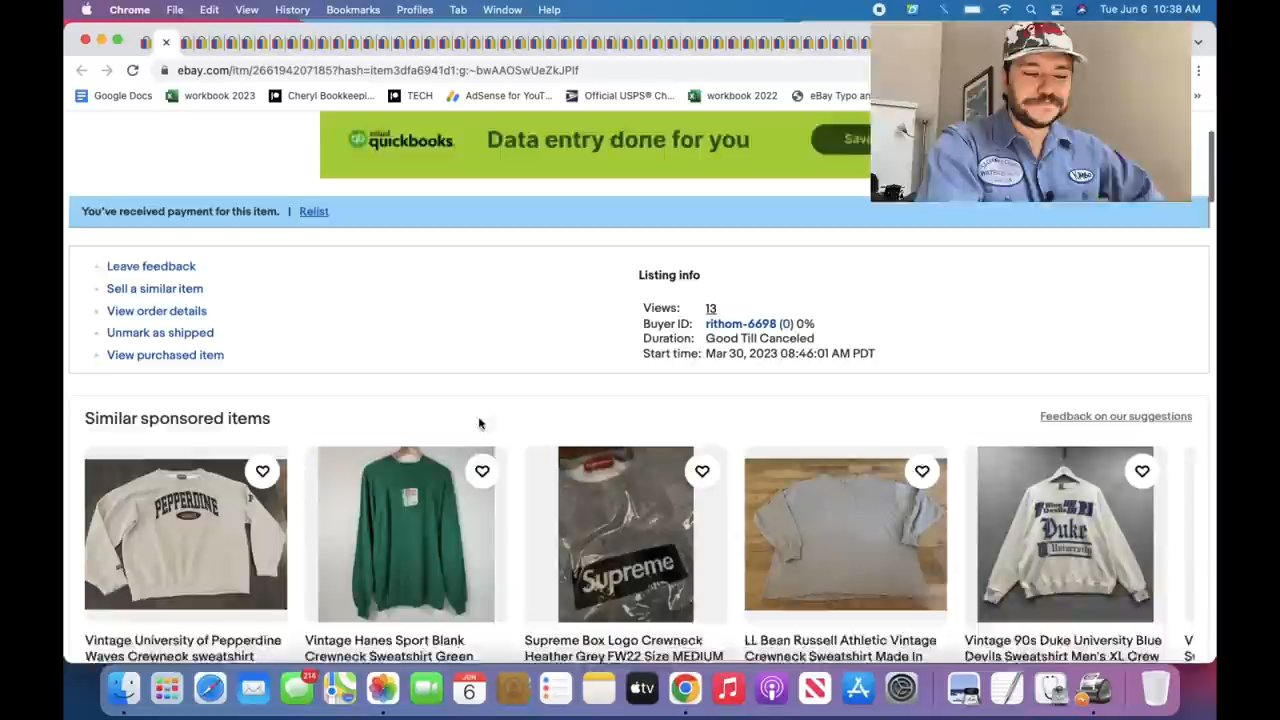 Chrome File Edit View History Bookmarks Profiles Tab Window Help Tue Jun 6 10:38 AM
ebay.com/itm/266194207185?hash=item3dfa6941d1:g:~bwAAOSwUeZkJPlf
Google Docs workbook 2023 Cheryl Bookkeepi... TECH AdSense for YouT... Official USPS® Ch... workbook 2022 eBay Typo an
intuit quickbooks Data entry done for you Save
You've received payment for this item. | Relist
Leave feedback
Sell a similar item
View order details
Unmark as shipped
View purchased item
Listing info
Views: 13
Buyer ID: rithom-6698 (0) 0%
Duration: Good Till Canceled
Start time: Mar 30, 2023 08:46:01 AM PDT
Similar sponsored items
Feedback on our suggestions
PEPPERDINE
Supreme
Duke
University
Vintage University of Pepperdine
Waves Crewneck sweatshirt
Vintage Hanes Sport Blank
Crewneck Sweatshirt Green
Supreme Box Logo Crewneck
Heather Grey FW22 Size MEDIUM
LL Bean Russell Athletic Vintage
Crewneck Sweatshirt Made In
Vintage 90s Duke University Blue
Devils Sweatshirt Men's XL Crew
V
214
JUN
6
tv